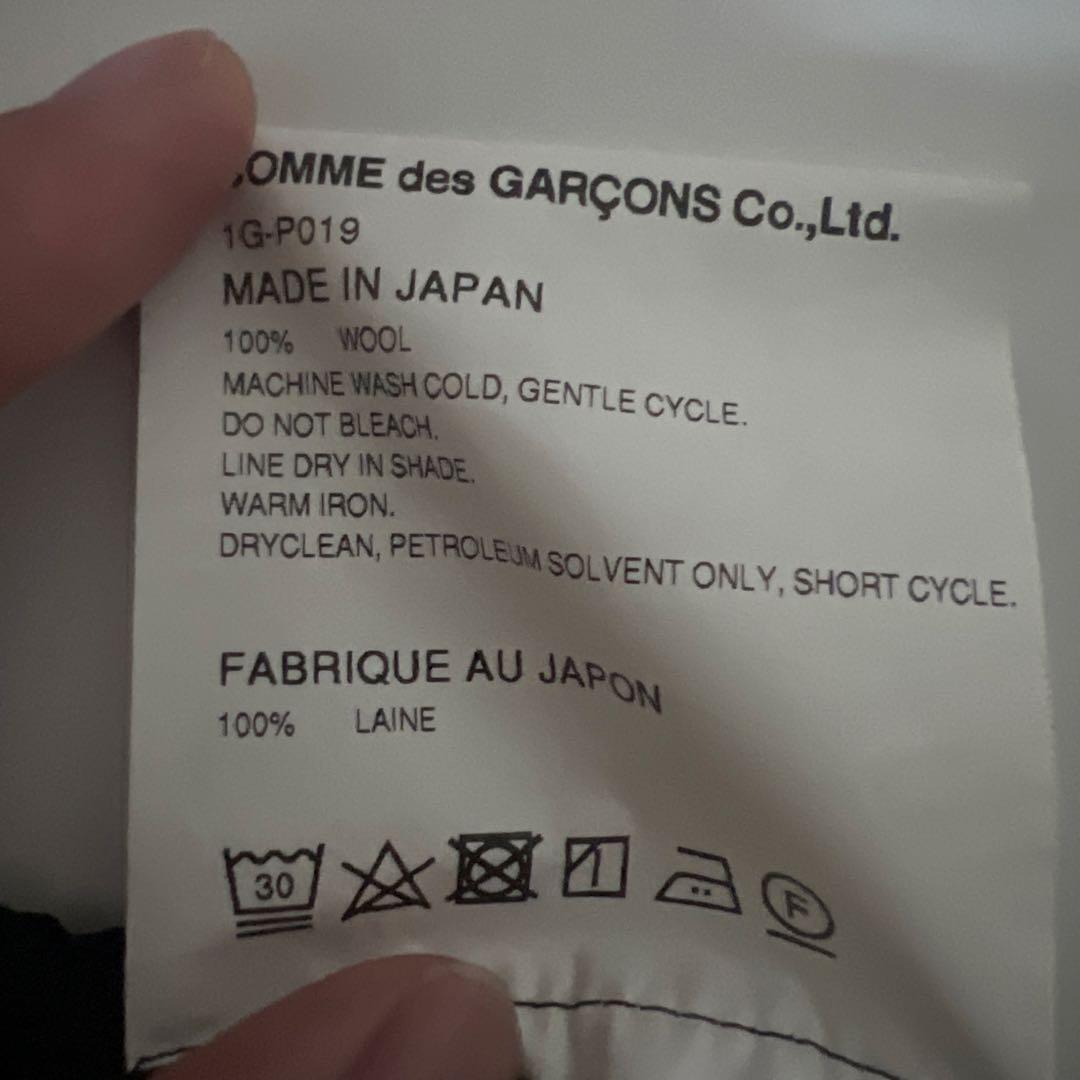 COMME des GARÇONS Co.,Ltd.
1G-P019
MADE IN JAPAN
100% WOOL
MACHINE WASH COLD, GENTLE CYCLE.
DO NOT BLEACH.
LINE DRY IN SHADE.
WARM IRON.
DRYCLEAN, PETROLEUM SOLVENT ONLY, SHORT CYCLE.
FABRIQUE AU JAPON
100% LAINE
30 F